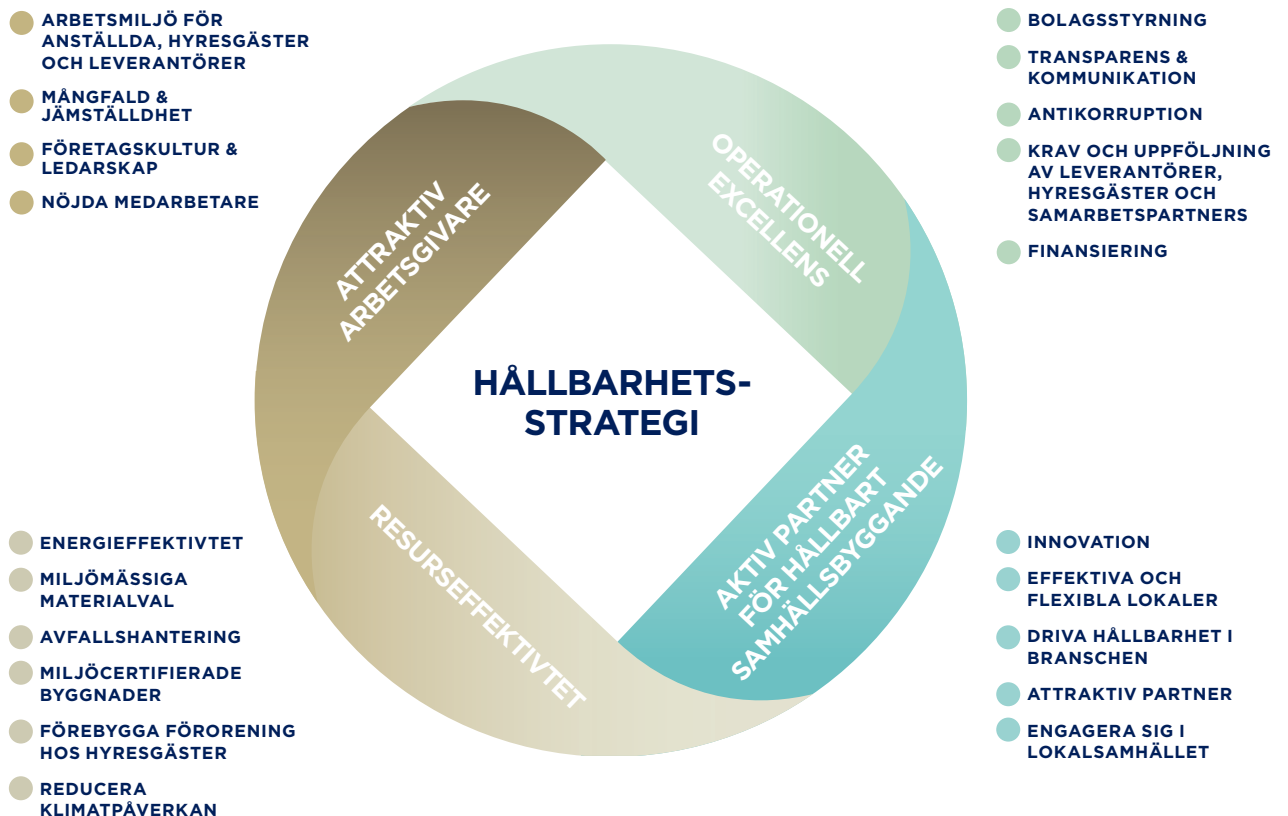 ARBETSMILJÖ FÖR
ANSTÄLLDA, HYRESGÄSTER
OCH LEVERANTÖRER
MÅNGFALD &
JÄMSTÄLLDHET
FÖRETAGSKULTUR &
LEDARSKAP
NÖJDA MEDARBETARE
BOLAGSSTYRNING
TRANSPARENS &
KOMMUNIKATION
ANTIKORRUPTION
KRAV OCH UPPFÖLJNING
AV LEVERANTÖRER,
HYRESGÄSTER OCH
SAMARBETSPARTNERS
FINANSIERING
ATTRAKTIV
ARBETSGIVARE
OPERATIONELL
EXCELLENS
HÅLLBARHETS-
STRATEGI
RESURSEFFEKTIVTET
AKTIV PARTNER
FÖR HÅLLBART
SAMHÄLLSBYGGANDE
ENERGIEFFEKTIVTET
MILJÖMÄSSIGA
MATERIALVAL
AVFALLSHANTERING
MILJÖCERTIFIERADE
BYGGNADER
FÖREBYGGA FÖRORENING
HOS HYRESGÄSTER
REDUCERA
KLIMATPÅVERKAN
INNOVATION
EFFEKTIVA OCH
FLEXIBLA LOKALER
DRIVA HÅLLBARHET I
BRANSCHEN
ATTRAKTIV PARTNER
ENGAGERA SIG I
LOKALSAMHÄLLET